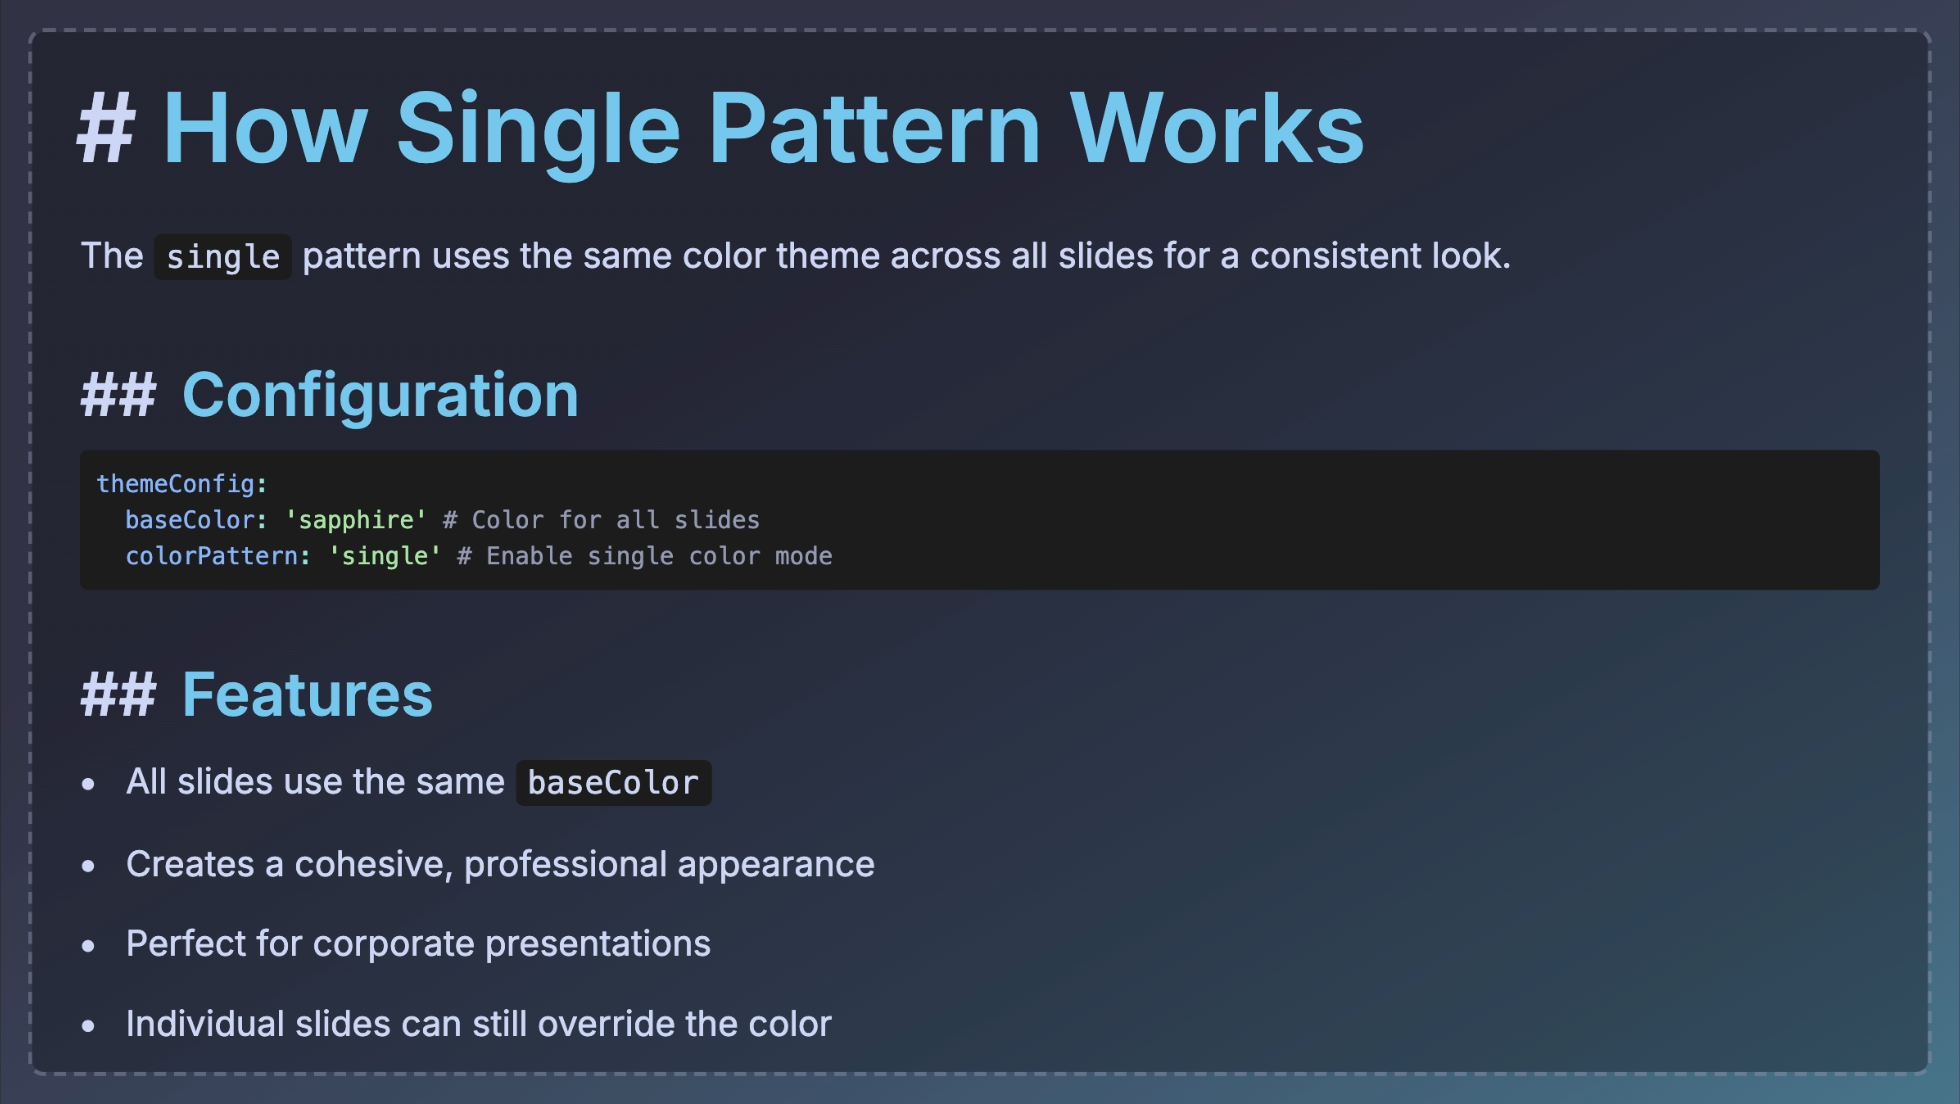 # How Single Pattern Works
The single pattern uses the same color theme across all slides for a consistent look.
## Configuration
themeConfig:
  baseColor: 'sapphire' # Color for all slides
  colorPattern: 'single' # Enable single color mode
## Features
• All slides use the same baseColor
• Creates a cohesive, professional appearance
• Perfect for corporate presentations
• Individual slides can still override the color